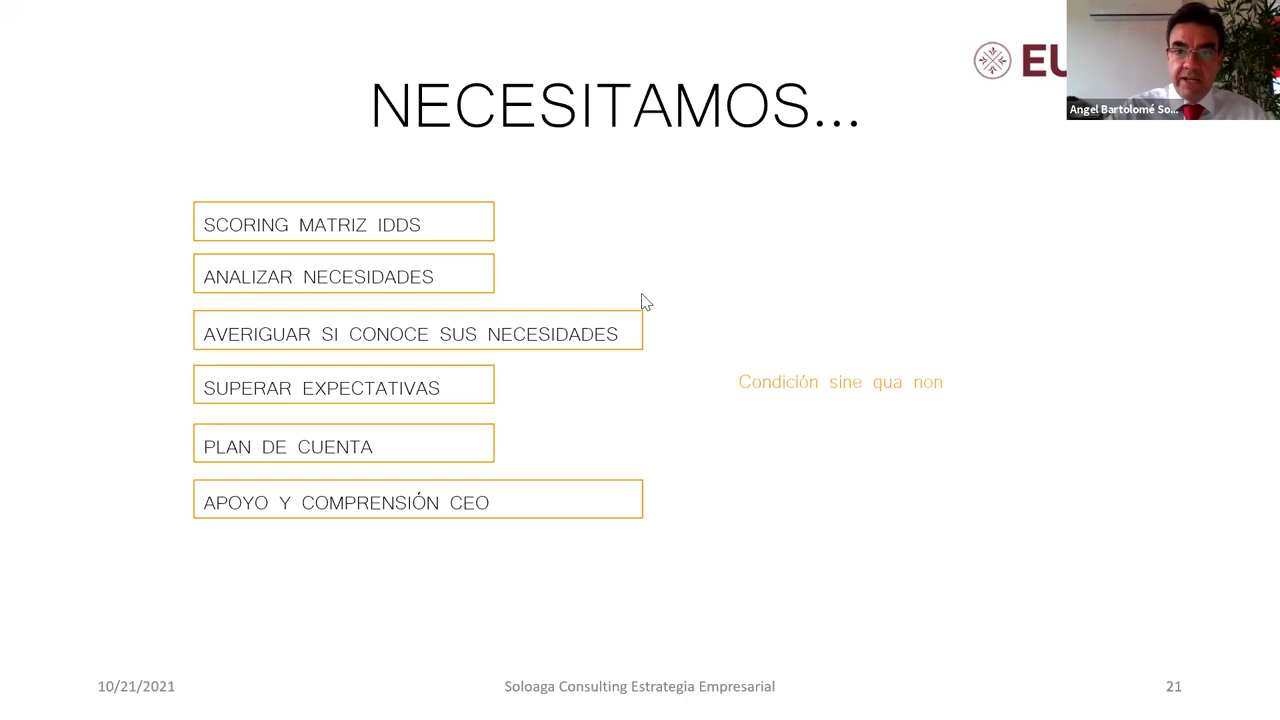 EU
Angel Bartolomé So...
NECESITAMOS...
SCORING MATRIZ IDDS
ANALIZAR NECESIDADES
AVERIGUAR SI CONOCE SUS NECESIDADES
SUPERAR EXPECTATIVAS
Condición sine qua non
PLAN DE CUENTA
APOYO Y COMPRENSIÓN CEO
10/21/2021
Soloaga Consulting Estrategia Empresarial
21